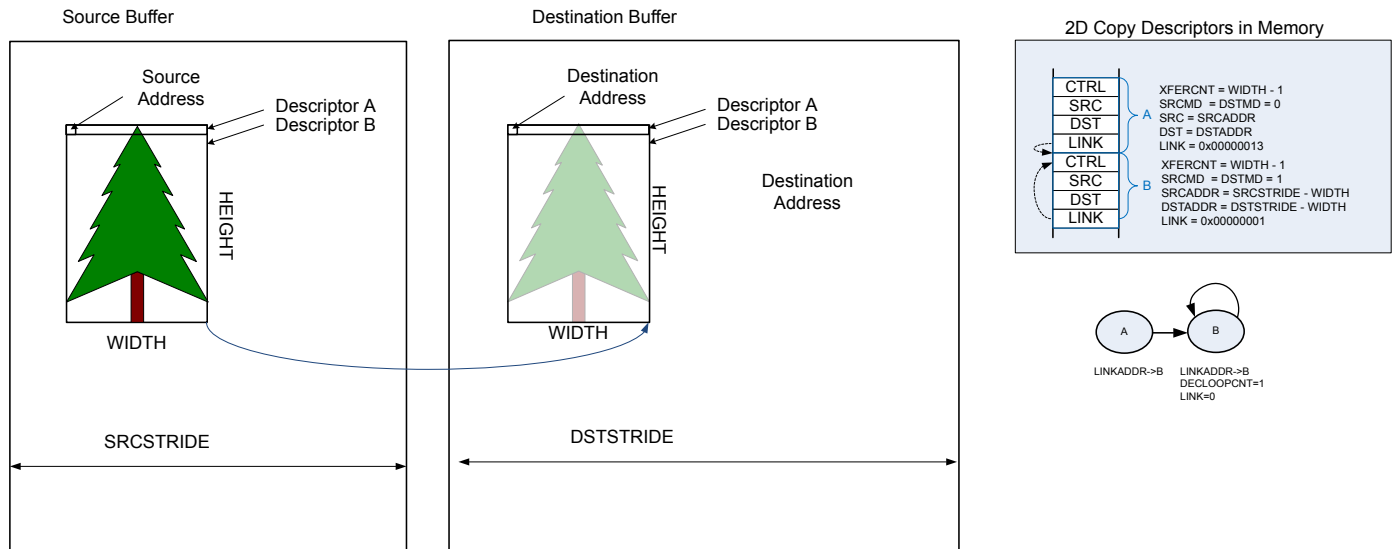 Source Buffer
Source
Address
Descriptor A
Descriptor B
HEIGHT
WIDTH
SRCSTRIDE
Destination Buffer
Destination
Address
Descriptor A
Descriptor B
Destination
Address
HEIGHT
WIDTH
DSTSTRIDE
2D Copy Descriptors in Memory
CTRL
SRC
DST
LINK
A
XFERCNT = WIDTH - 1
SRCMD = DSTMD = 0
SRC = SRCADDR
DST = DSTADDR
LINK = 0x00000013
CTRL
SRC
DST
LINK
B
XFERCNT = WIDTH - 1
SRCMD = DSTMD = 1
SRCADDR = SRCSTRIDE - WIDTH
DSTADDR = DSTSTRIDE - WIDTH
LINK = 0x00000001
A
B
LINKADDR->B
LINKADDR->B
DECLOOPCNT=1
LINK=0